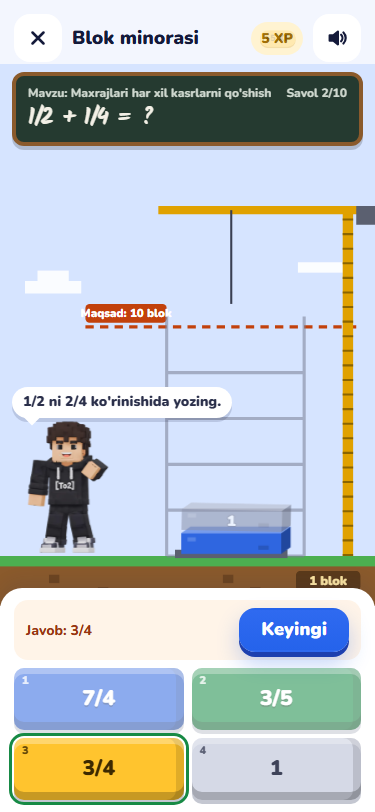 Blok minorasi
5 XP
Mavzu: Maxrajlari har xil kasrlarni qo'shish
Savol 2/10
1/2 + 1/4 = ?
Maqsad: 10 blok
1/2 ni 2/4 ko'rinishida yozing.
[To2]
1
1 blok
Javob: 3/4
Keyingi
1
7/4
2
3/5
3
3/4
4
1